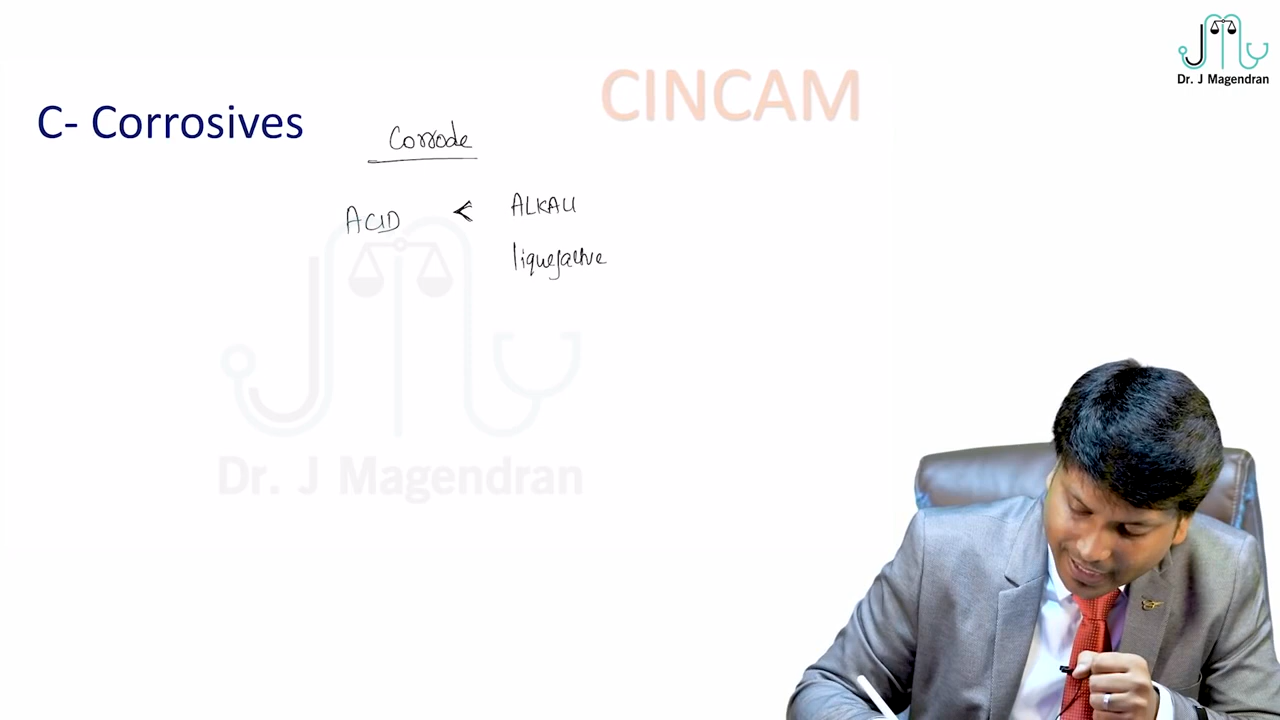 Dr. J Magendran
CINCAM
C- Corrosives
Corrode
ACID < ALKALI
liquefactive
Dr. J Magendran